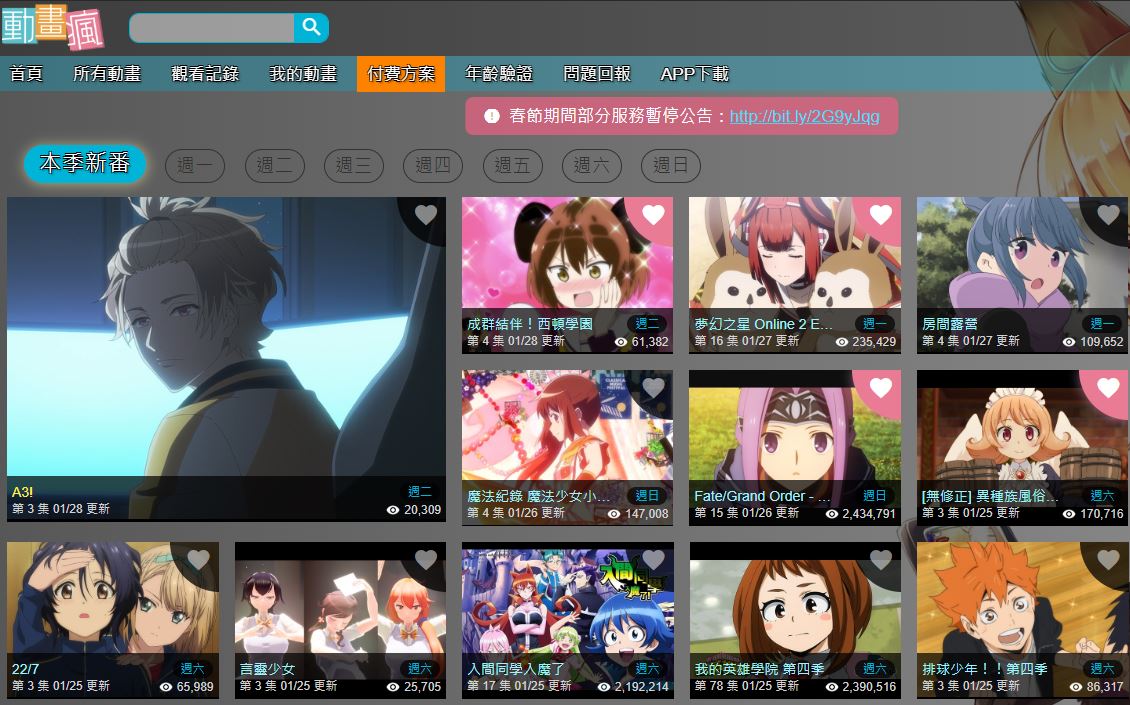 動畫瘋
首頁 所有動畫 觀看記錄 我的動畫 付費方案 年齡驗證 問題回報 APP下載
春節期間部分服務暫停公告：http://bit.ly/2G9yJqg
本季新番 週一 週二 週三 週四 週五 週六 週日
成群結伴！西頓學園 週二
第 4 集 01/28 更新 61,382
夢幻之星 Online 2 E... 週一
第 16 集 01/27 更新 235,429
房間露營 週一
第 4 集 01/27 更新 109,652
A3! 週二
第 3 集 01/28 更新 20,309
魔法紀錄 魔法少女小... 週日
第 4 集 01/26 更新 147,008
Fate/Grand Order - ... 週日
第 15 集 01/26 更新 2,434,791
[無修正] 異種族風俗... 週六
第 3 集 01/25 更新 170,716
22/7 週六
第 3 集 01/25 更新 65,989
言靈少女 週六
第 3 集 01/25 更新 25,705
入間同學入魔了 週六
第 17 集 01/25 更新 2,192,214
我的英雄學院 第四季 週六
第 78 集 01/25 更新 2,390,516
排球少年！！第四季 週六
第 3 集 01/25 更新 86,317